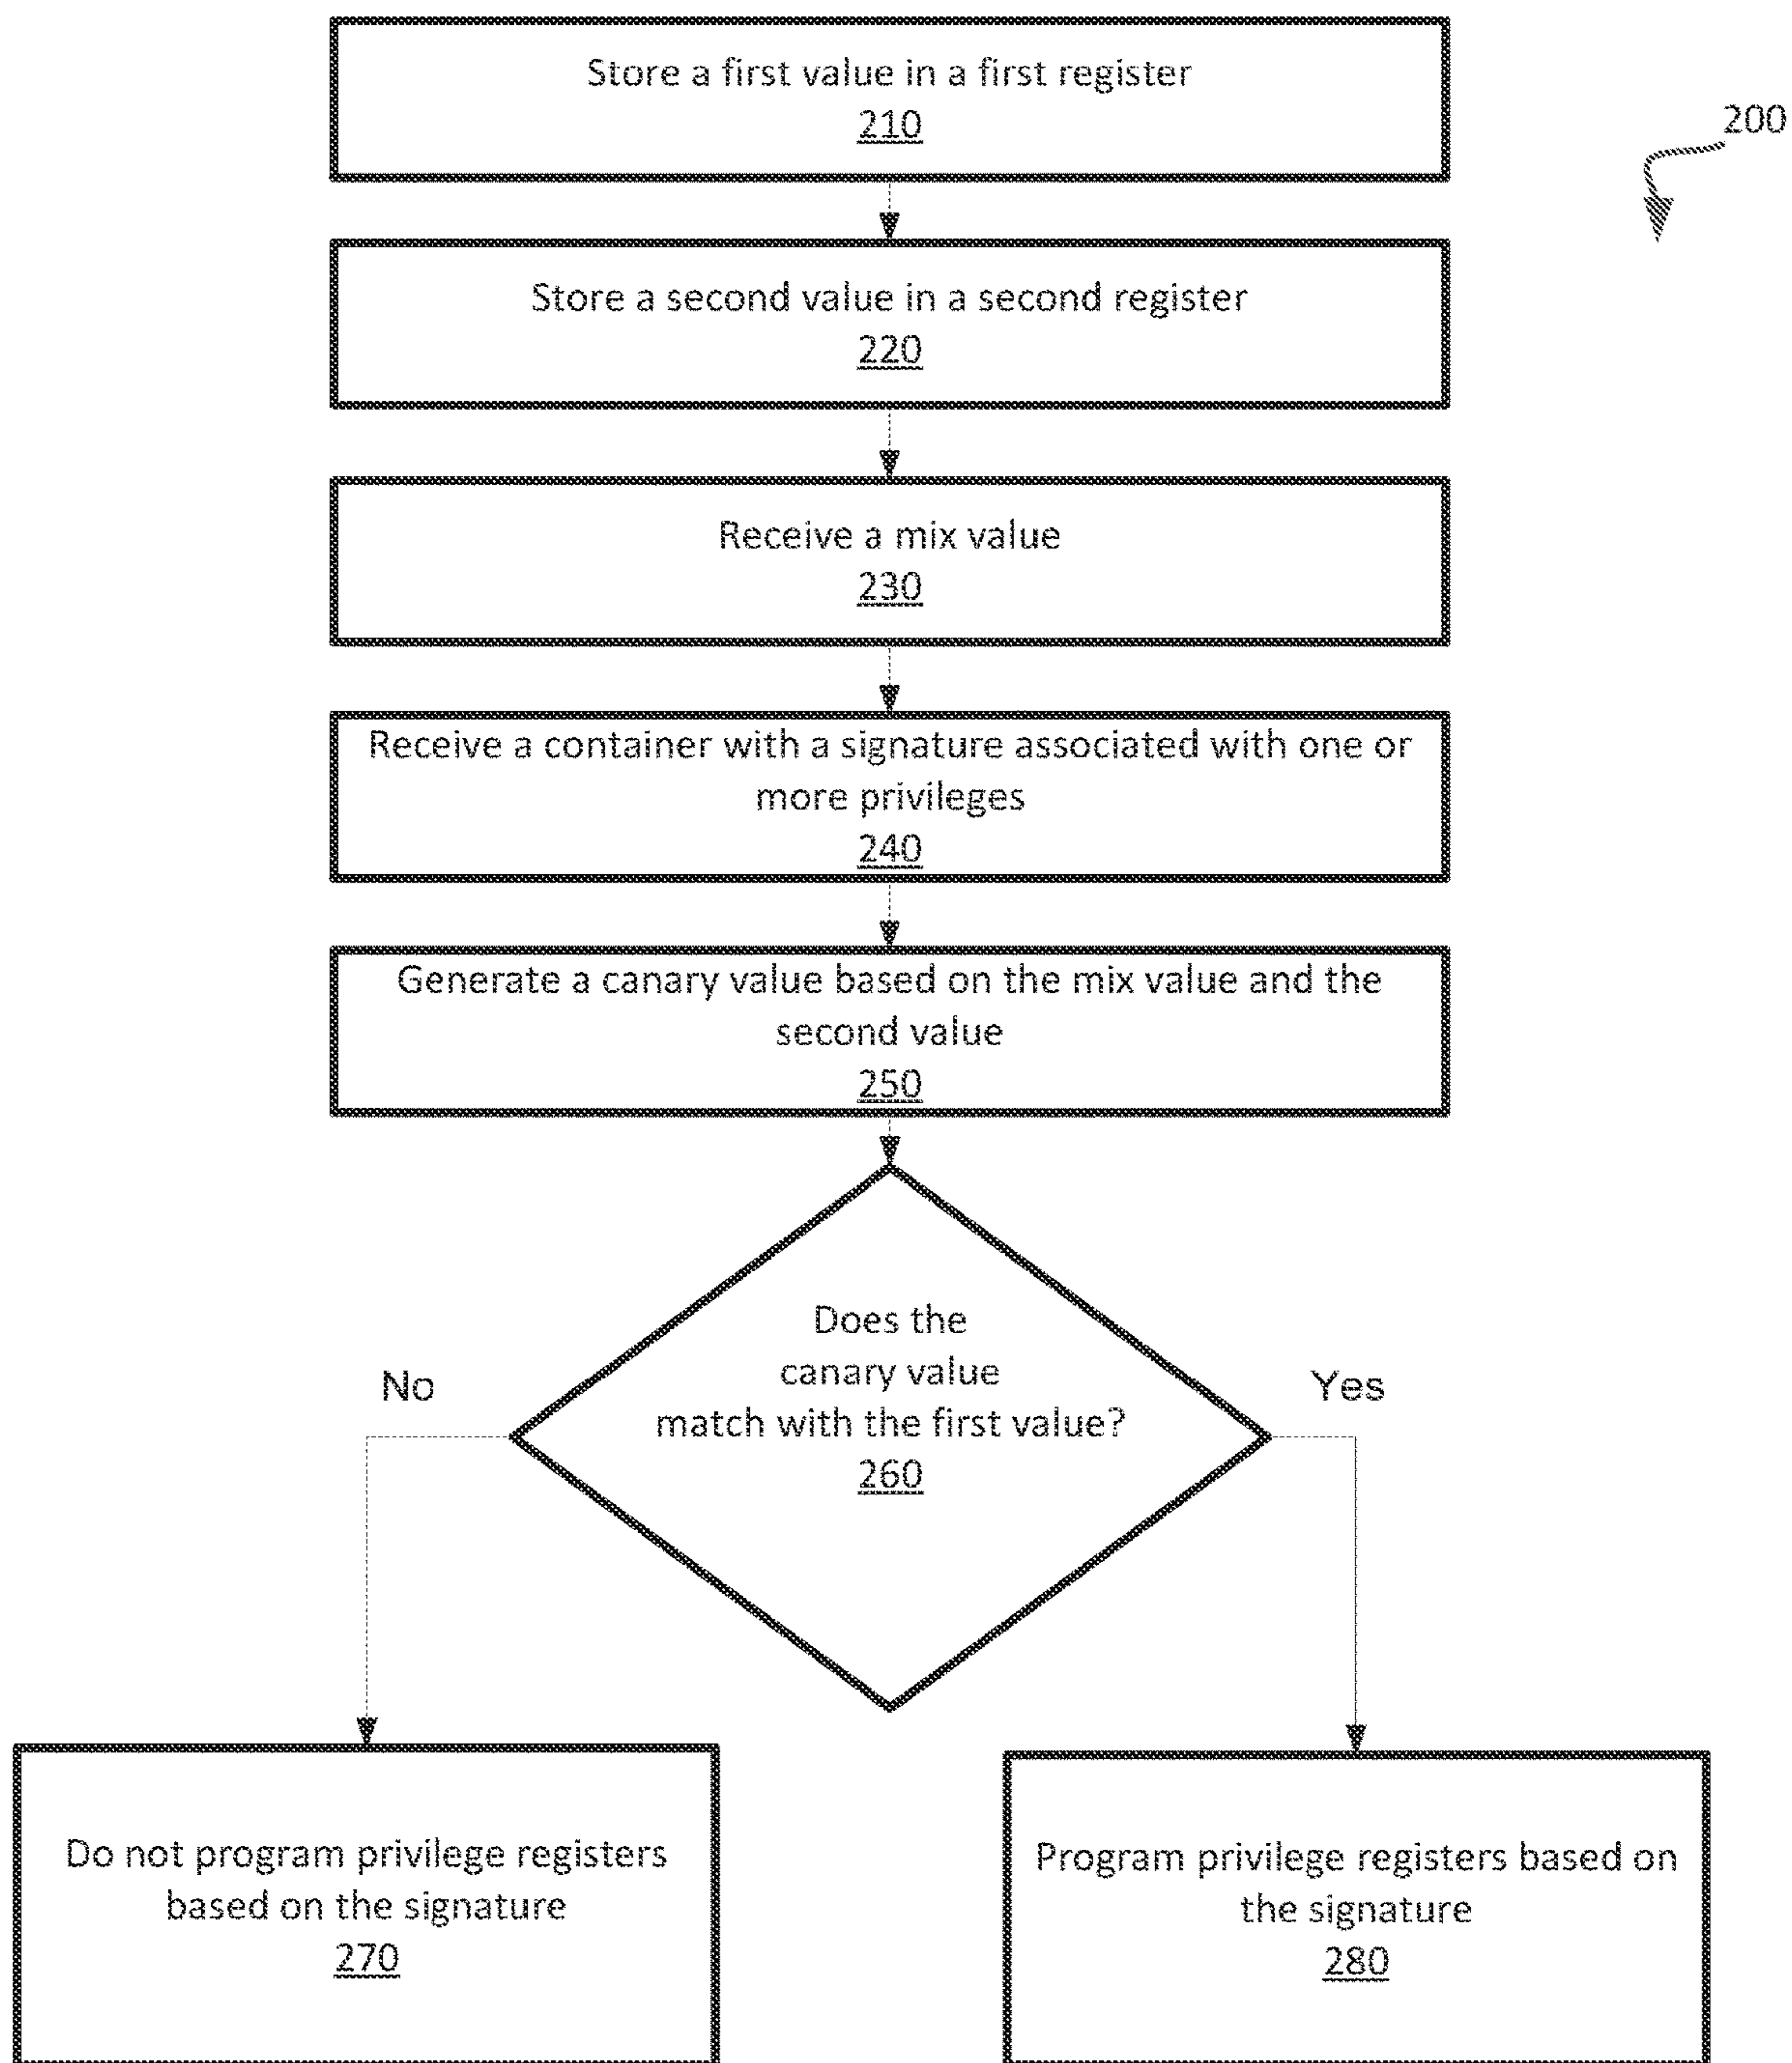 Store a first value in a first register
210
200
Store a second value in a second register
220
Receive a mix value
230
Receive a container with a signature associated with one or
more privileges
240
Generate a canary value based on the mix value and the
second value
250
Does the
canary value
match with the first value?
260
No
Yes
Do not program privilege registers
based on the signature
270
Program privilege registers based on
the signature
280